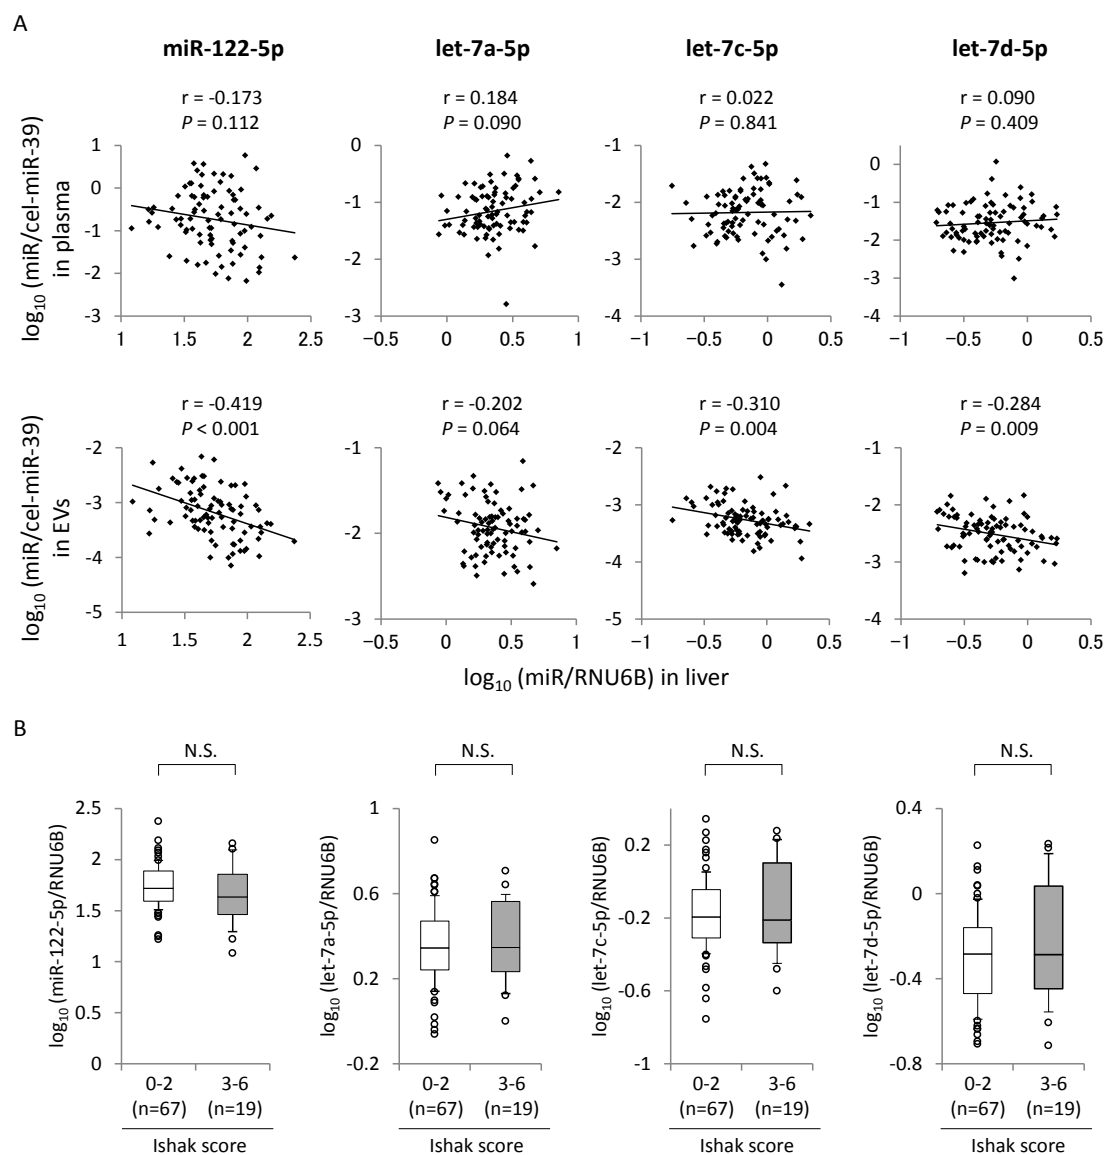 A
miR-122-5p let-7a-5p let-7c-5p let-7d-5p
r = -0.173 r = 0.184 r = 0.022 r = 0.090
P = 0.112 P = 0.090 P = 0.841 P = 0.409
log10 (miR/cel-miR-39)
in plasma
1 0 −1 0
0 −1 −2 −1
-1 −2 −3 −2
-2 −3 −4 −3
-3 −4
1 1.5 2 2.5 −0.5 0 0.5 1 −1 −0.5 0 0.5 −1 −0.5 0 0.5
r = -0.419 r = -0.202 r = -0.310 r = -0.284
P < 0.001 P = 0.064 P = 0.004 P = 0.009
log10 (miR/cel-miR-39)
in EVs
-2 −1 −2 −1
-3 −2 −3 −2
-4 −3 −4 −3
-5 −5 −4
1 1.5 2 2.5 −0.5 0 0.5 1 −1 −0.5 0 0.5 −1 −0.5 0 0.5
log10 (miR/RNU6B) in liver
B
N.S. N.S. N.S. N.S.
log10 (miR-122-5p/RNU6B)
2.5
2
1.5
1
0.5
0
log10 (let-7a-5p/RNU6B)
1
0.6
0.2
-0.2
log10 (let-7c-5p/RNU6B)
0.2
-0.2
-0.6
-1
log10 (let-7d-5p/RNU6B)
0.4
0
-0.4
-0.8
0-2 3-6 0-2 3-6 0-2 3-6 0-2 3-6
(n=67) (n=19) (n=67) (n=19) (n=67) (n=19) (n=67) (n=19)
Ishak score Ishak score Ishak score Ishak score